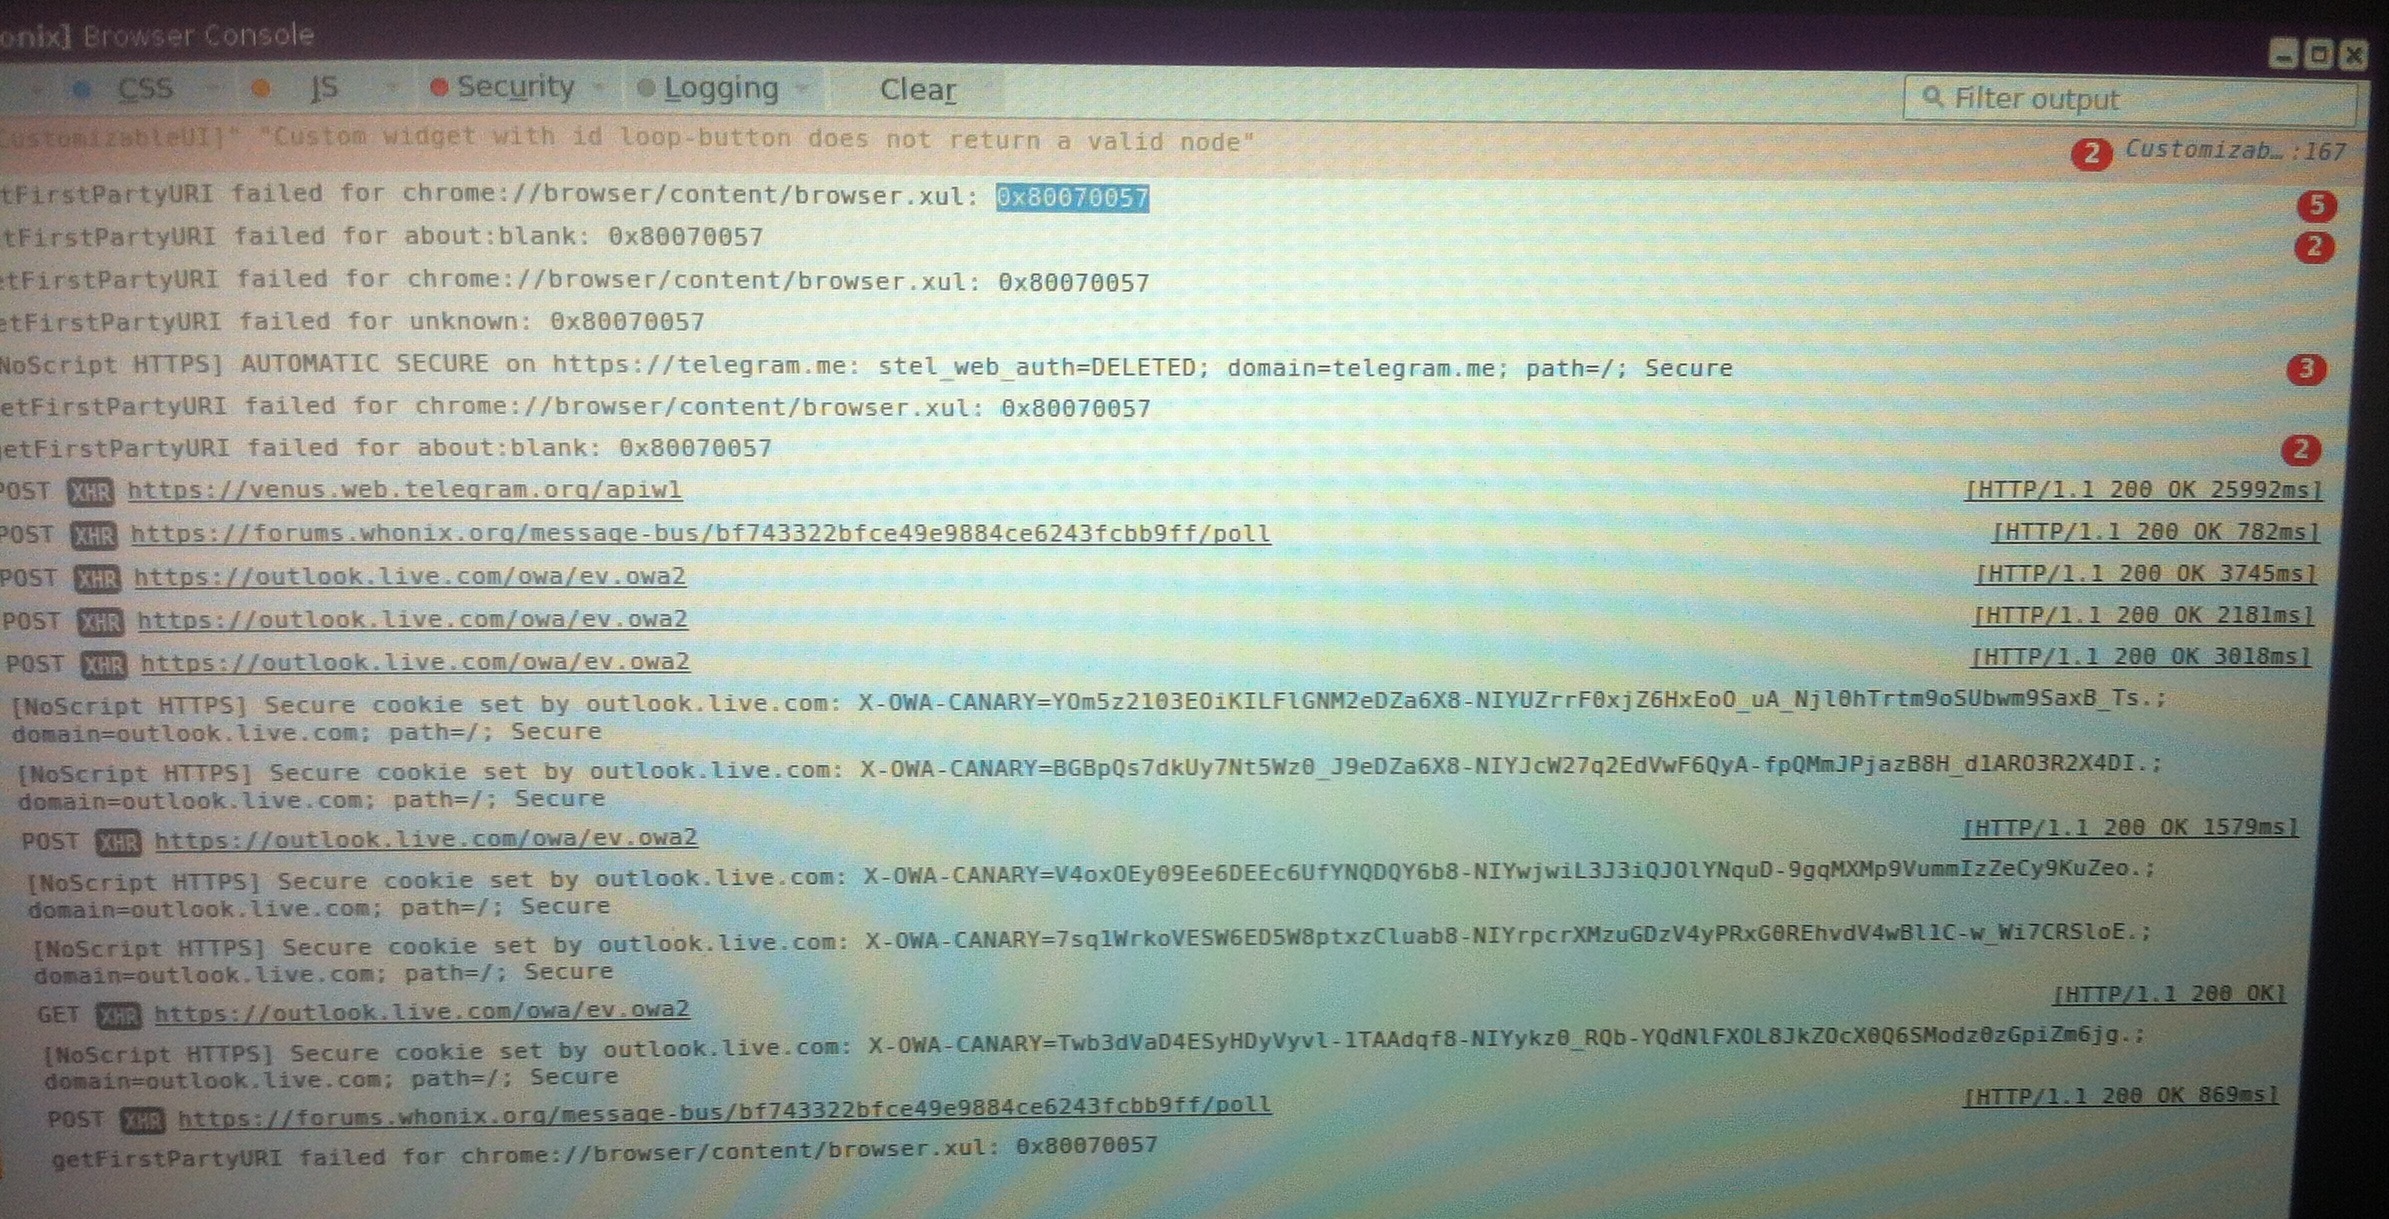 onix] Browser Console
CSS JS Security Logging Clear Filter output
CustomizableUI]" "Custom widget with id loop-button does not return a valid node" 2 Customizab…:167
tFirstPartyURI failed for chrome://browser/content/browser.xul: 0x80070057 5
tFirstPartyURI failed for about:blank: 0x80070057 2
etFirstPartyURI failed for chrome://browser/content/browser.xul: 0x80070057
etFirstPartyURI failed for unknown: 0x80070057
NoScript HTTPS] AUTOMATIC SECURE on https://telegram.me: stel_web_auth=DELETED; domain=telegram.me; path=/; Secure 3
etFirstPartyURI failed for chrome://browser/content/browser.xul: 0x80070057
getFirstPartyURI failed for about:blank: 0x80070057 2
POST XHR https://venus.web.telegram.org/apiw1 [HTTP/1.1 200 OK 25992ms]
POST XHR https://forums.whonix.org/message-bus/bf743322bfce49e9884ce6243fcbb9ff/poll [HTTP/1.1 200 OK 782ms]
POST XHR https://outlook.live.com/owa/ev.owa2 [HTTP/1.1 200 OK 3745ms]
POST XHR https://outlook.live.com/owa/ev.owa2 [HTTP/1.1 200 OK 2181ms]
POST XHR https://outlook.live.com/owa/ev.owa2 [HTTP/1.1 200 OK 3018ms]
[NoScript HTTPS] Secure cookie set by outlook.live.com: X-OWA-CANARY=YOm5z2103EOiKILFlGNM2eDZa6X8-NIYUZrrF0xjZ6HxEoO_uA_Njl0hTrtm9oSUbwm9SaxB_Ts.;
domain=outlook.live.com; path=/; Secure
[NoScript HTTPS] Secure cookie set by outlook.live.com: X-OWA-CANARY=BGBpQs7dkUy7Nt5Wz0_J9eDZa6X8-NIYJcW27q2EdVwF6QyA-fpQMmJPjazB8H_d1ARO3R2X4DI.;
domain=outlook.live.com; path=/; Secure
POST XHR https://outlook.live.com/owa/ev.owa2 [HTTP/1.1 200 OK 1579ms]
[NoScript HTTPS] Secure cookie set by outlook.live.com: X-OWA-CANARY=V4oxOEy09Ee6DEEc6UfYNQDQY6b8-NIYwjwiL3J3iQJOlYNquD-9gqMXMp9VummIzZeCy9KuZeo.;
domain=outlook.live.com; path=/; Secure
[NoScript HTTPS] Secure cookie set by outlook.live.com: X-OWA-CANARY=7sq1WrkoVESW6ED5W8ptxzCluab8-NIYrpcrXMzuGDzV4yPRxG0REhvdV4wBl1C-w_Wi7CRSloE.;
domain=outlook.live.com; path=/; Secure
GET XHR https://outlook.live.com/owa/ev.owa2 [HTTP/1.1 200 OK]
[NoScript HTTPS] Secure cookie set by outlook.live.com: X-OWA-CANARY=Twb3dVaD4ESyHDyVyvl-1TAAdqf8-NIYykz0_RQb-YQdNlFXOL8JkZOcX0Q6SModz0zGpiZm6jg.;
domain=outlook.live.com; path=/; Secure
POST XHR https://forums.whonix.org/message-bus/bf743322bfce49e9884ce6243fcbb9ff/poll [HTTP/1.1 200 OK 869ms]
getFirstPartyURI failed for chrome://browser/content/browser.xul: 0x80070057